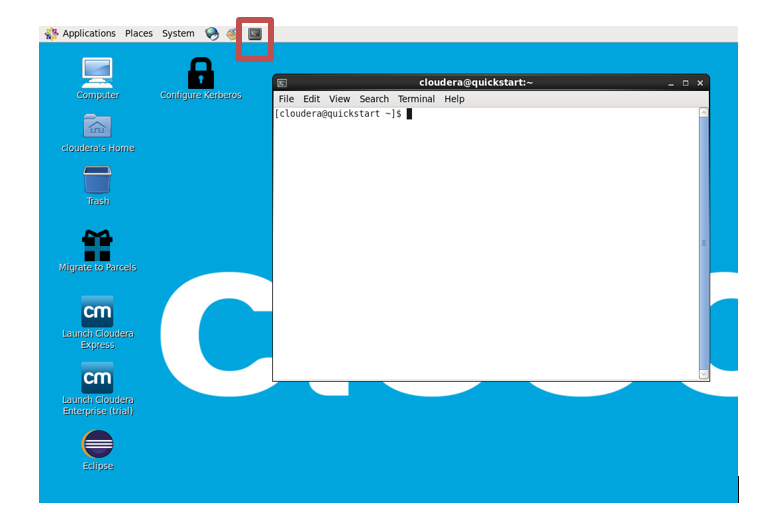 Applications Places System
Computer
Configure Kerberos
cloudera's Home
Trash
Migrate to Parcels
cm
Launch Cloudera
Express
cm
Launch Cloudera
Enterprise (trial)
Eclipse
cloudera@quickstart:~
File Edit View Search Terminal Help
[cloudera@quickstart ~]$